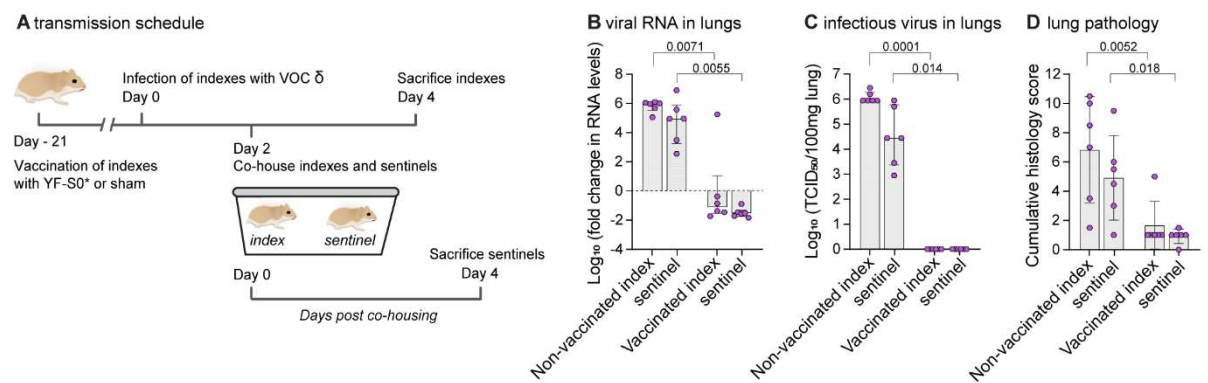 A transmission schedule
Infection of indexes with VOC δ
Day 0
Sacrifice indexes
Day 4
Day - 21
Vaccination of indexes
with YF-S0* or sham
Day 2
Co-house indexes and sentinels
index
sentinel
Day 0
Sacrifice sentinels
Day 4
Days post co-housing
B viral RNA in lungs
0.0071
0.0055
Log₁₀ (fold change in RNA levels)
8
6
4
2
0
-2
-4
Non-vaccinated index
sentinel
Vaccinated index
sentinel
C infectious virus in lungs
0.0001
0.014
Log₁₀ (TCID₅₀/100mg lung)
7
6
5
4
3
2
1
0
Non-vaccinated index
sentinel
Vaccinated index
sentinel
D lung pathology
0.0052
0.018
Cumulative histology score
14
12
10
8
6
4
2
0
Non-vaccinated index
sentinel
Vaccinated index
sentinel